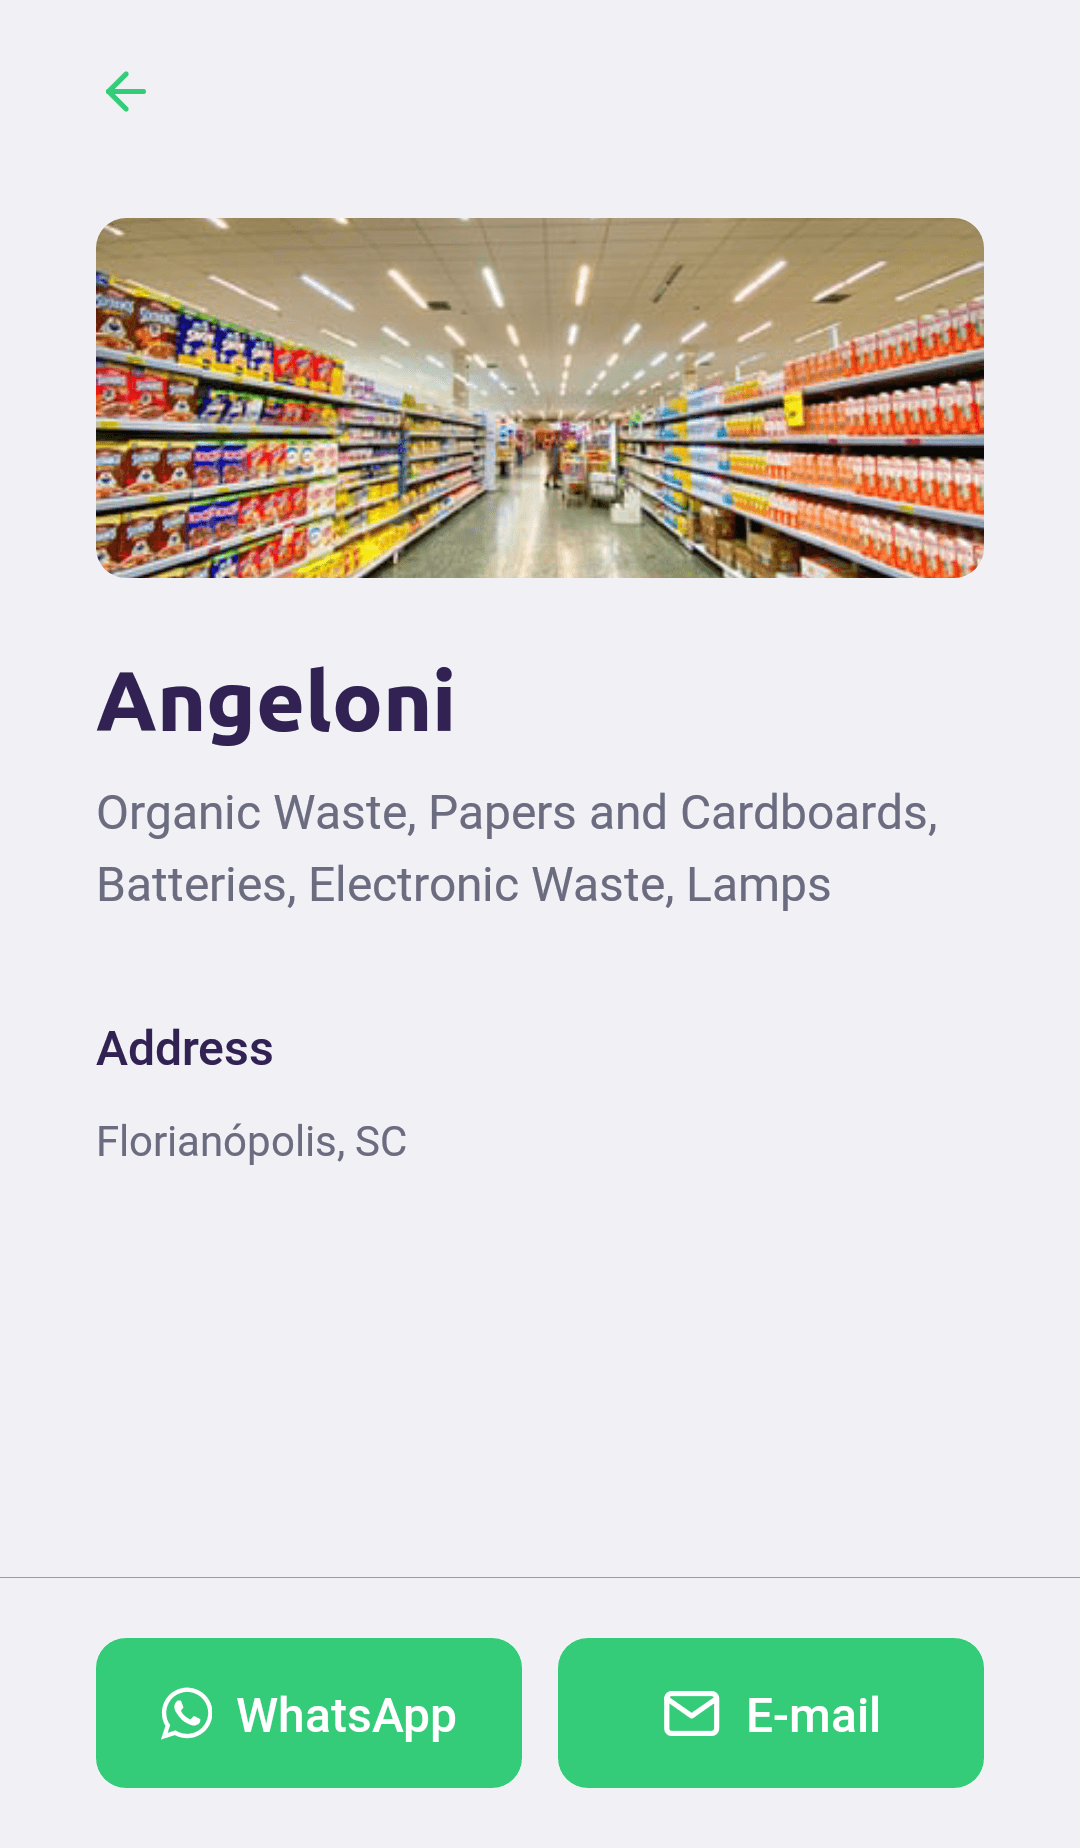 Angeloni
Organic Waste, Papers and Cardboards,
Batteries, Electronic Waste, Lamps
Address
Florianópolis, SC
WhatsApp
E-mail